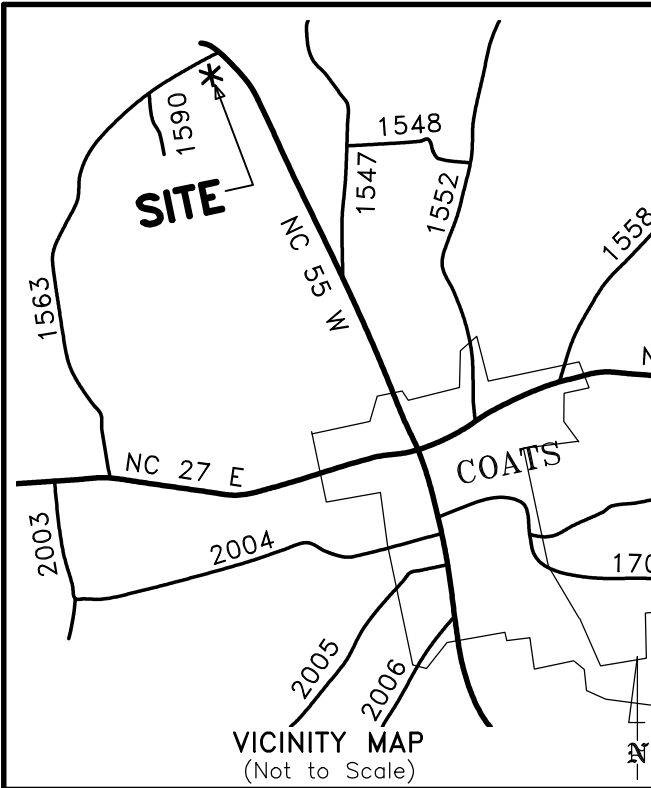 1548
1590
1547
1552
SITE
1558
NC 55 W
1563
N
COATS
NC 27 E
2003
2004
170
2005
2006
VICINITY MAP
(Not to Scale)
N